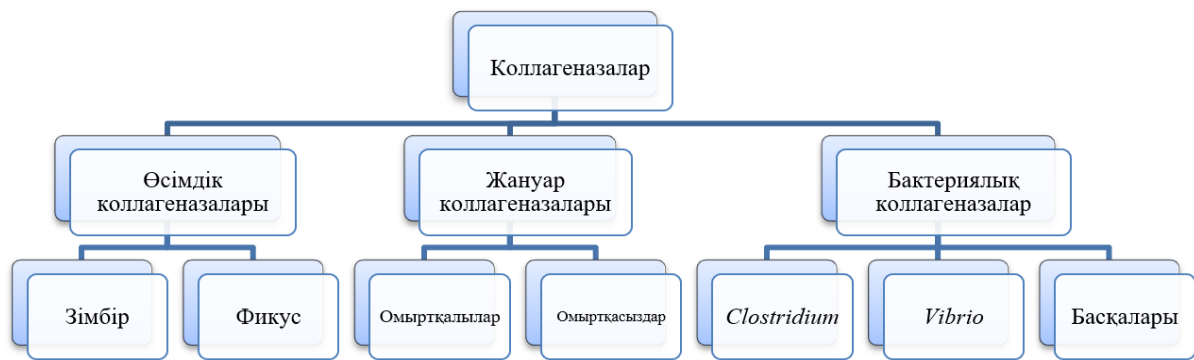 Коллагеназалар
Өсімдік
коллагеназалары
Жануар
коллагеназалары
Бактериялық
коллагеназалар
Зімбір
Фикус
Омыртқалылар
Омыртқасыздар
Clostridium
Vibrio
Басқалары